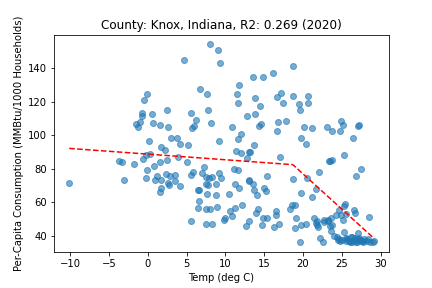 County: Knox, Indiana, R2: 0.269 (2020)
Per-Capita Consumption (MMBtu/1000 Households)
140
120
100
80
60
40
−10 −5 0 5 10 15 20 25 30
Temp (deg C)